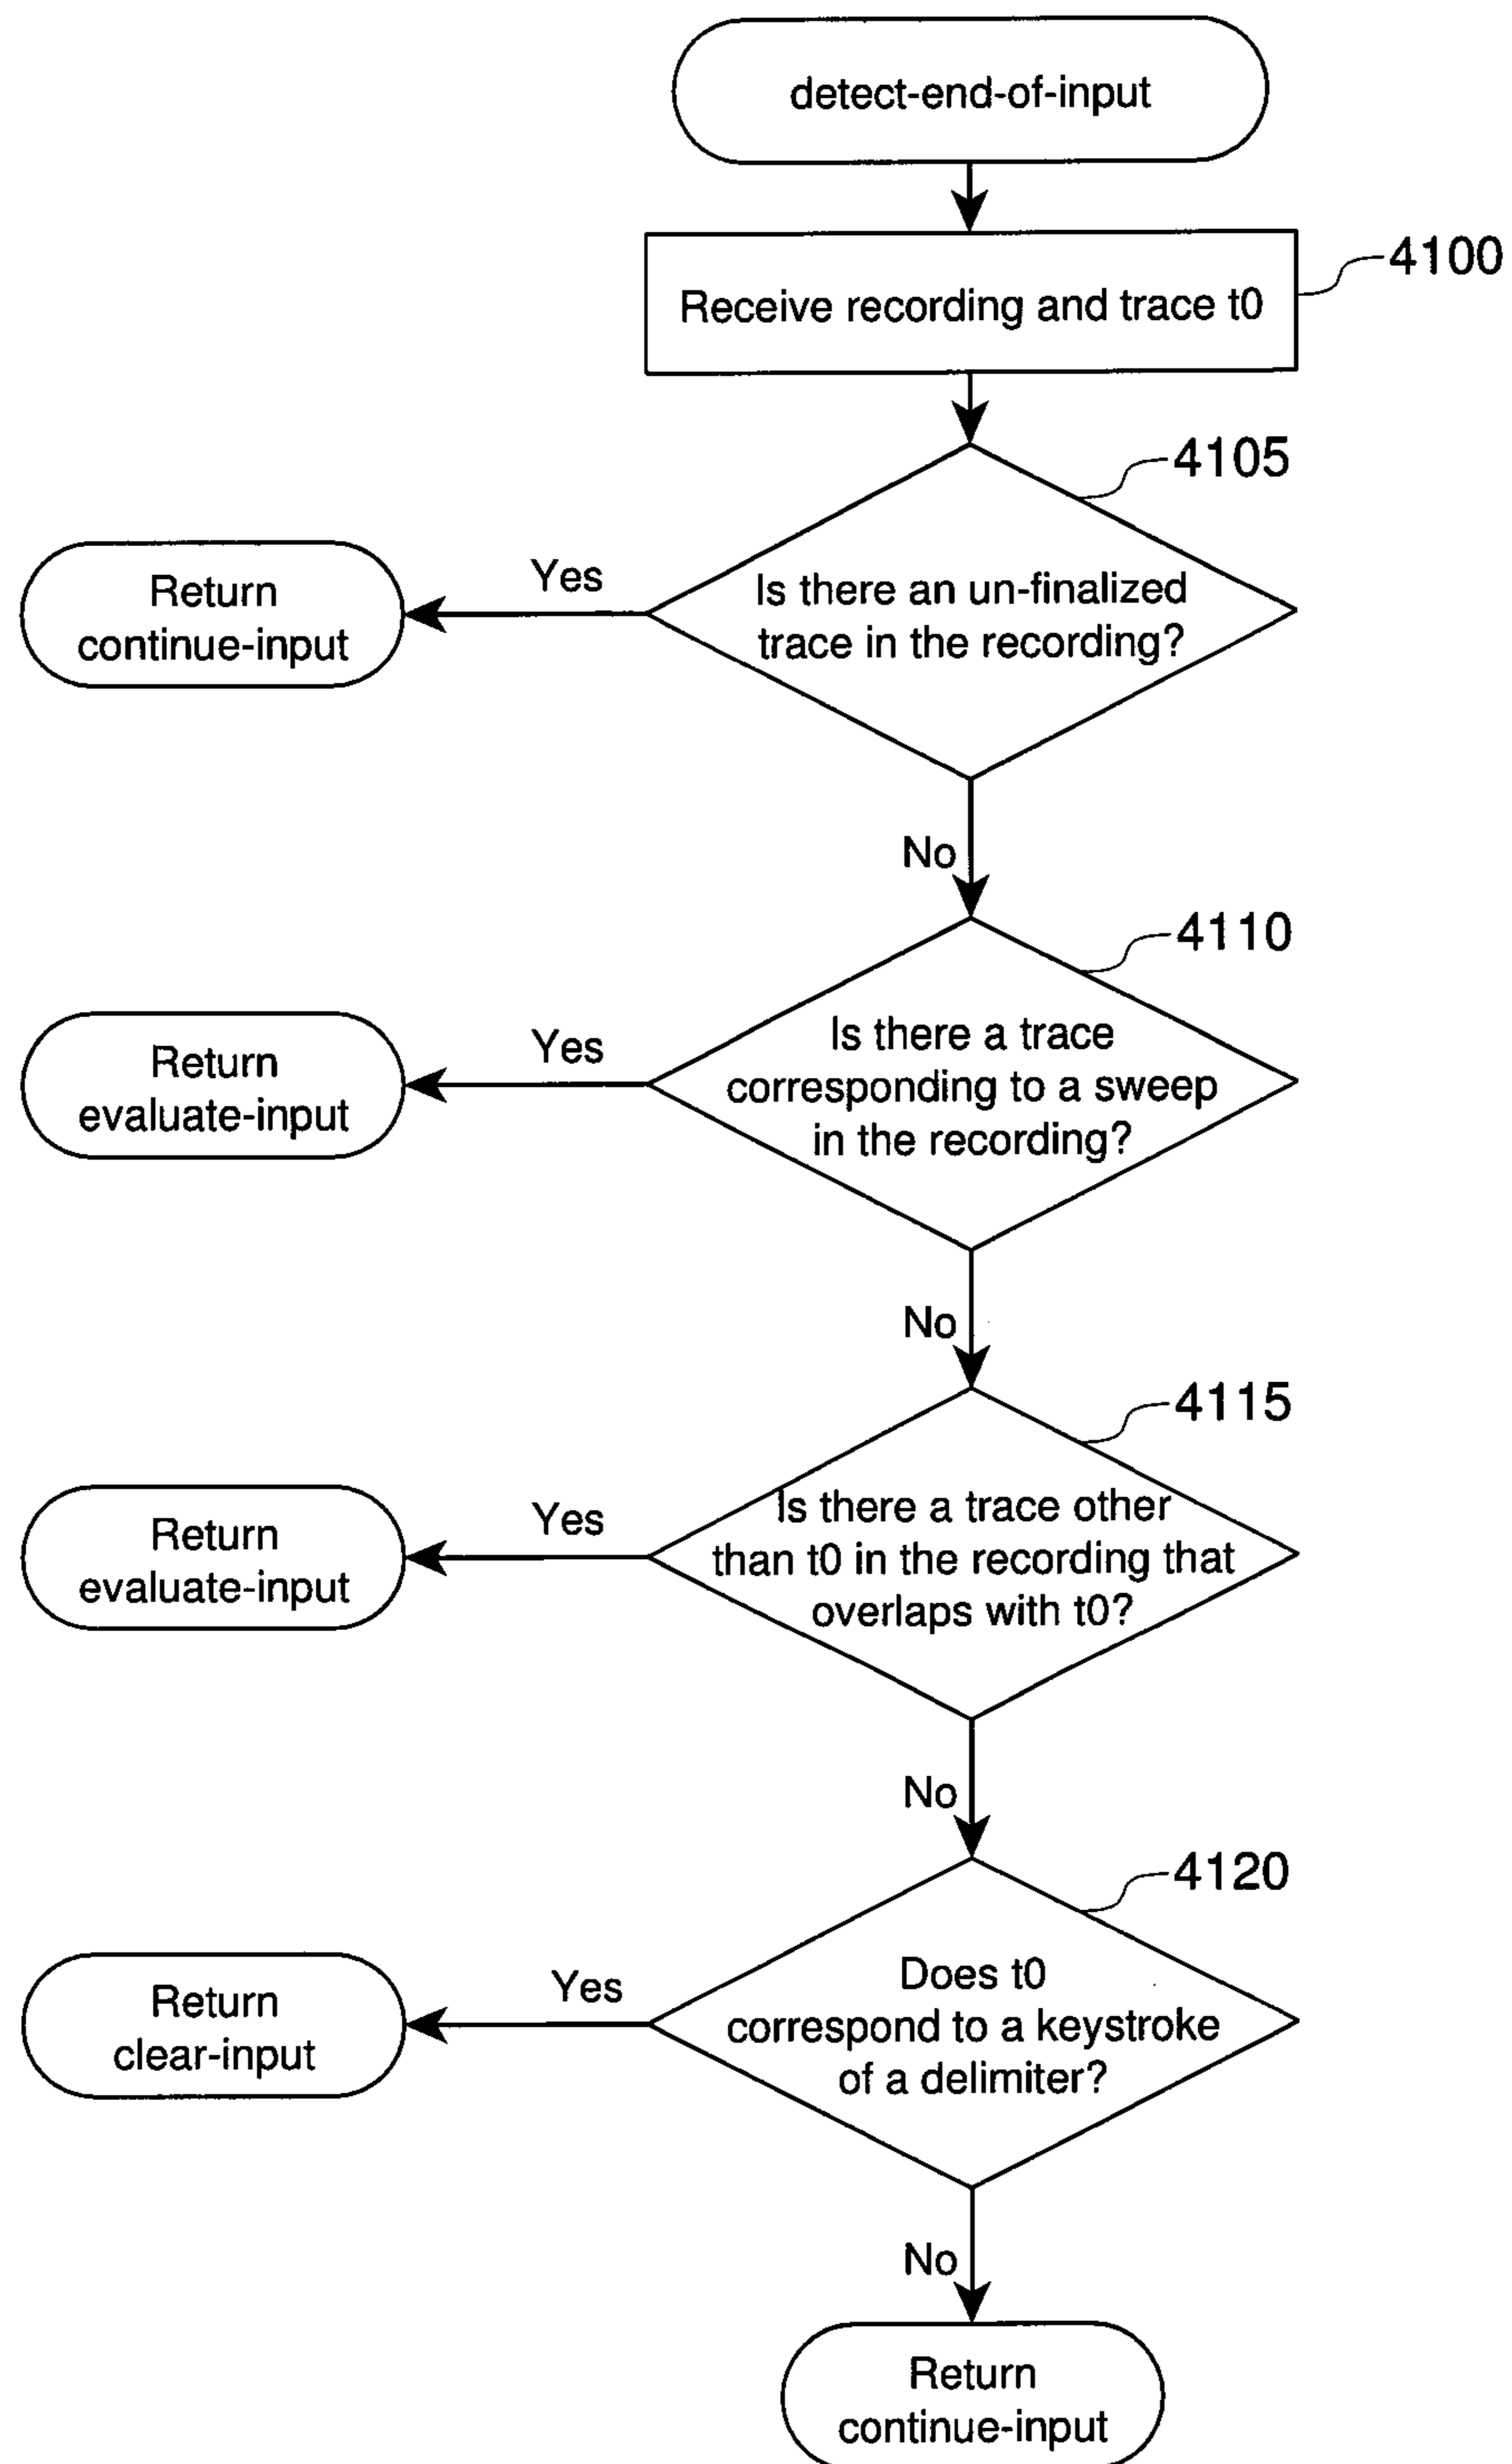 detect-end-of-input
4100
Receive recording and trace t0
4105
Yes
Return
continue-input
Is there an un-finalized
trace in the recording?
No
4110
Yes
Return
evaluate-input
Is there a trace
corresponding to a sweep
in the recording?
No
4115
Yes
Return
evaluate-input
Is there a trace other
than t0 in the recording that
overlaps with t0?
No
4120
Yes
Return
clear-input
Does t0
correspond to a keystroke
of a delimiter?
No
Return
continue-input